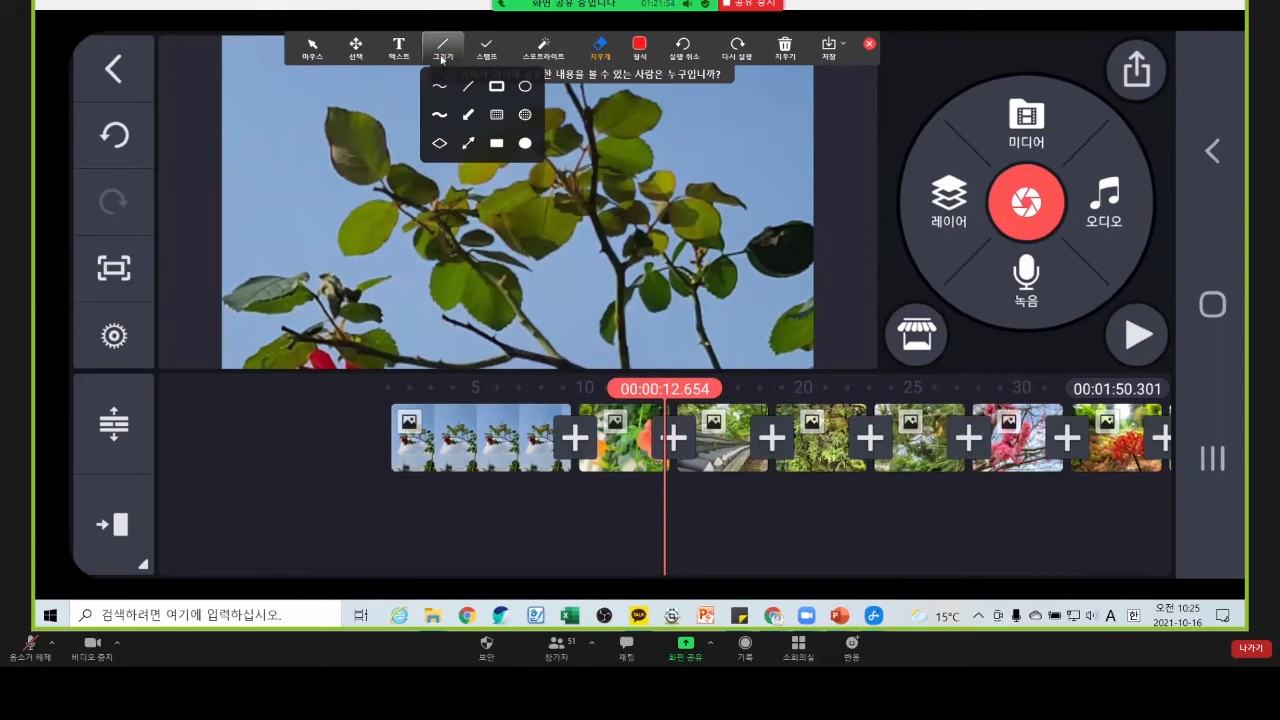 화면 공유 중입니다
01:21:54
공유 중지
마우스
선택
텍스트
그리기
스탬프
스포트라이트
지우개
형식
실행 취소
다시 실행
지우기
저장
내용을 볼 수 있는 사람은 누구입니까?
미디어
레이어
오디오
녹음
5
10
00:00:12.654
20
25
30
00:01:50.301
검색하려면 여기에 입력하십시오.
TALK
15°C
A
한
오전 10:25
2021-10-16
음소거 해제
비디오 중지
보안
참가자
51
채팅
화면 공유
기록
소회의실
반응
나가기